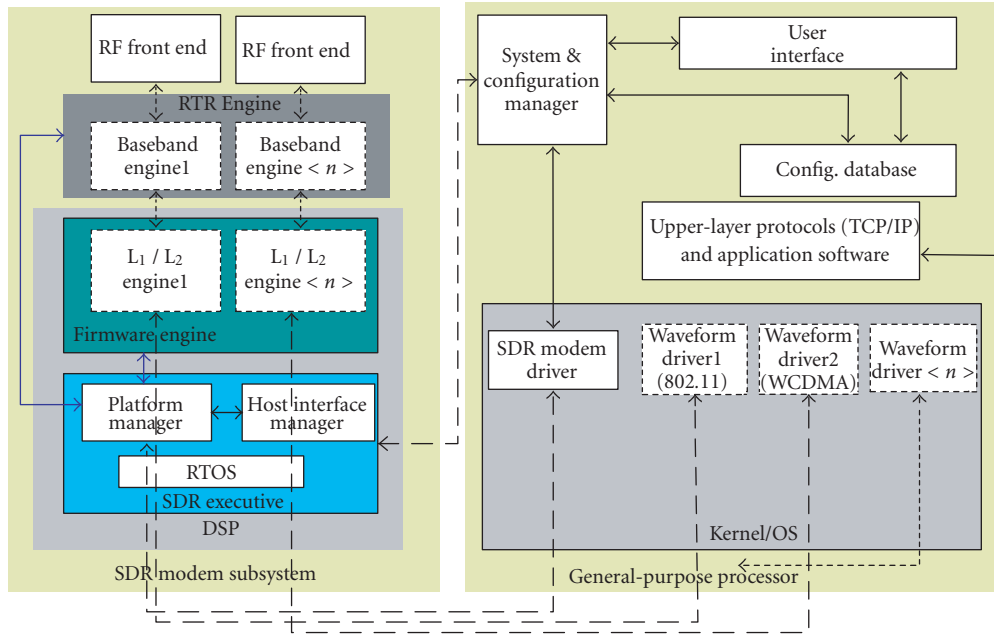 RF front end
RF front end
RTR Engine
Baseband
engine1
Baseband
engine < n >
L₁ / L₂
engine1
L₁ / L₂
engine < n >
Firmware engine
Platform
manager
Host interface
manager
RTOS
SDR executive
DSP
SDR modem subsystem
System &
configuration
manager
User
interface
Config. database
Upper-layer protocols (TCP/IP)
and application software
SDR modem
driver
Waveform
driver1
(802.11)
Waveform
driver2
(WCDMA)
Waveform
driver < n >
Kernel/OS
General-purpose processor